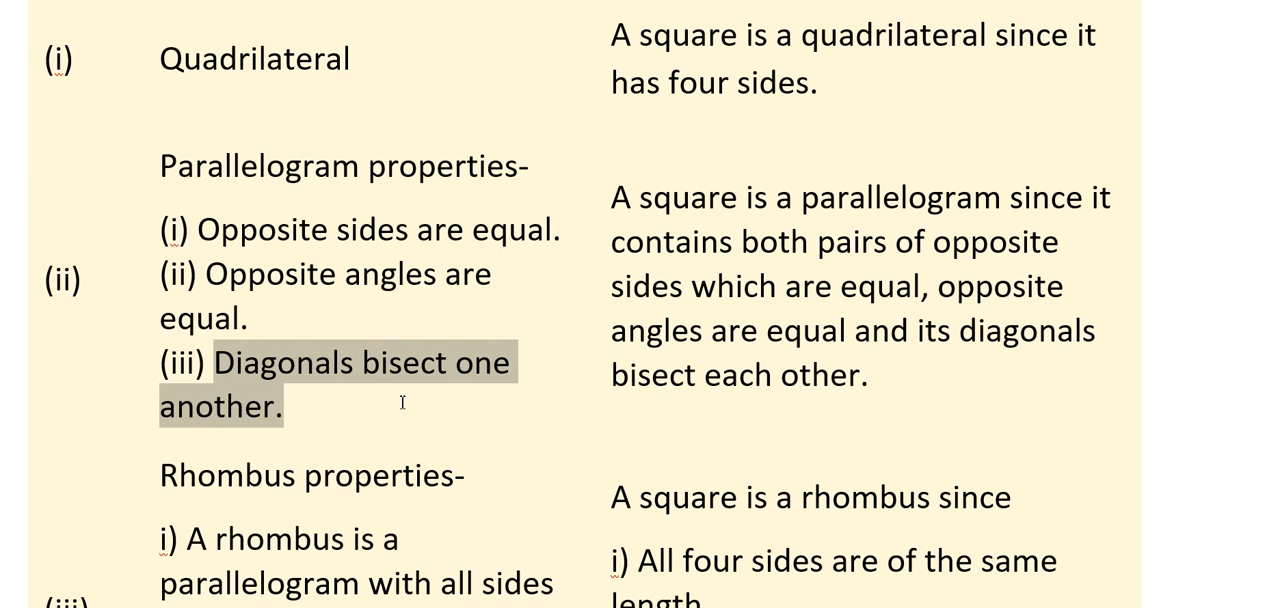 (i)
Quadrilateral
A square is a quadrilateral since it
has four sides.
(ii)
Parallelogram properties-
(i) Opposite sides are equal.
(ii) Opposite angles are
equal.
(iii) Diagonals bisect one
another.
A square is a parallelogram since it
contains both pairs of opposite
sides which are equal, opposite
angles are equal and its diagonals
bisect each other.
(iii)
Rhombus properties-
i) A rhombus is a
parallelogram with all sides
A square is a rhombus since
i) All four sides are of the same
length